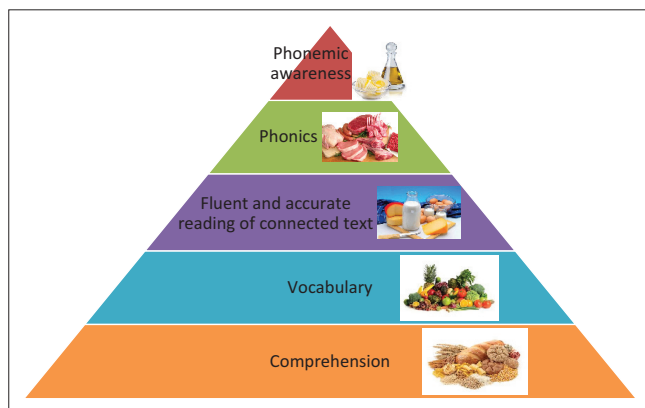 Phonemic
awareness
Phonics
Fluent and accurate
reading of connected text
Vocabulary
Comprehension